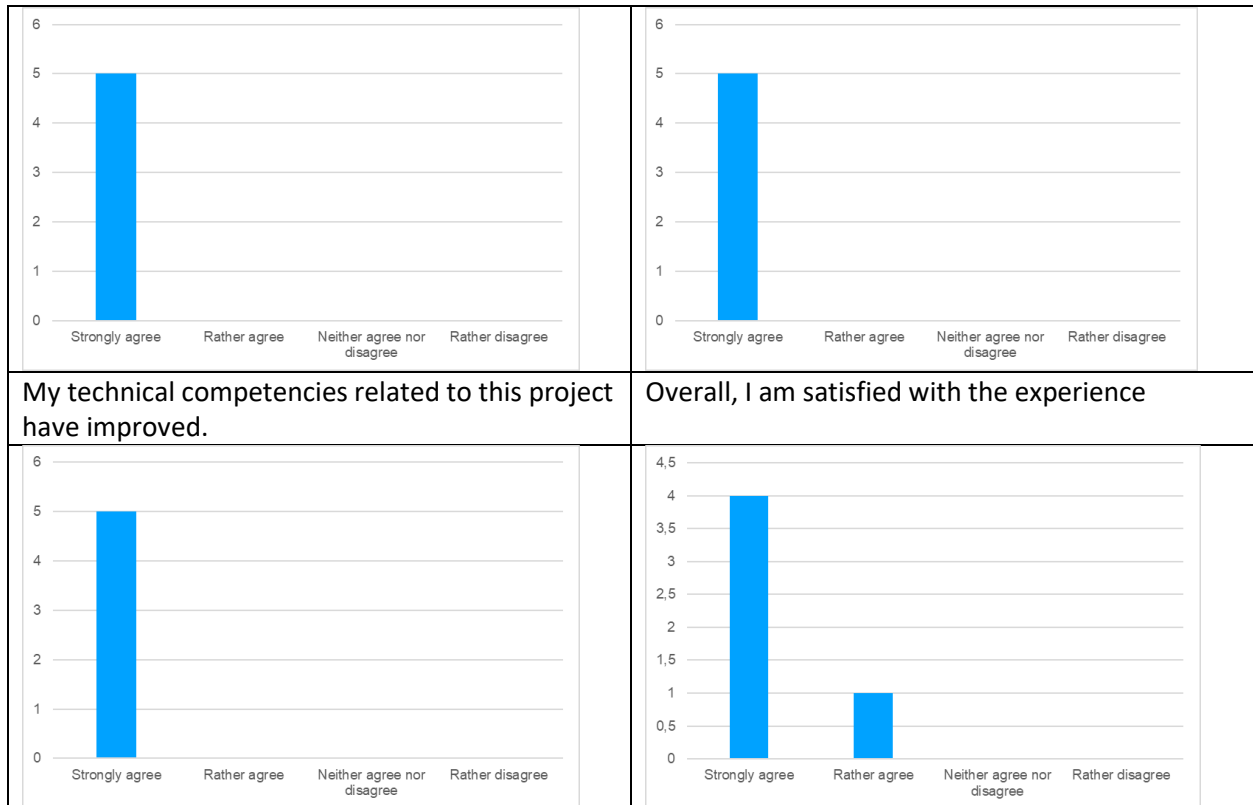 6
5
4
3
2
1
0
Strongly agree
Rather agree
Neither agree nor
disagree
Rather disagree
6
5
4
3
2
1
0
Strongly agree
Rather agree
Neither agree nor
disagree
Rather disagree
My technical competencies related to this project
have improved.
Overall, I am satisfied with the experience
6
5
4
3
2
1
0
Strongly agree
Rather agree
Neither agree nor
disagree
Rather disagree
4,5
4
3,5
3
2,5
2
1,5
1
0,5
0
Strongly agree
Rather agree
Neither agree nor
disagree
Rather disagree